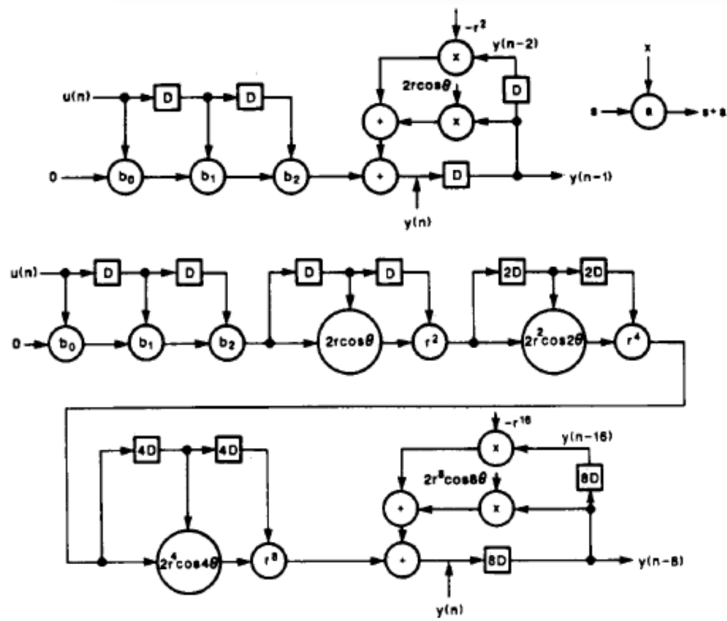 -r²
x
y(n-2)
x
2rcosθ
D
u(n)
D
D
+
x
a
s
s+a
0
b₀
b₁
b₂
+
D
y(n-1)
y(n)
u(n)
D
D
D
D
2D
2D
0
b₀
b₁
b₂
2rcosθ
r²
2r²cos2θ
r⁴
-r¹⁶
4D
4D
x
y(n-16)
2r⁸cos8θ
8D
+
x
2r⁴cos4θ
r⁸
+
8D
y(n-8)
y(n)